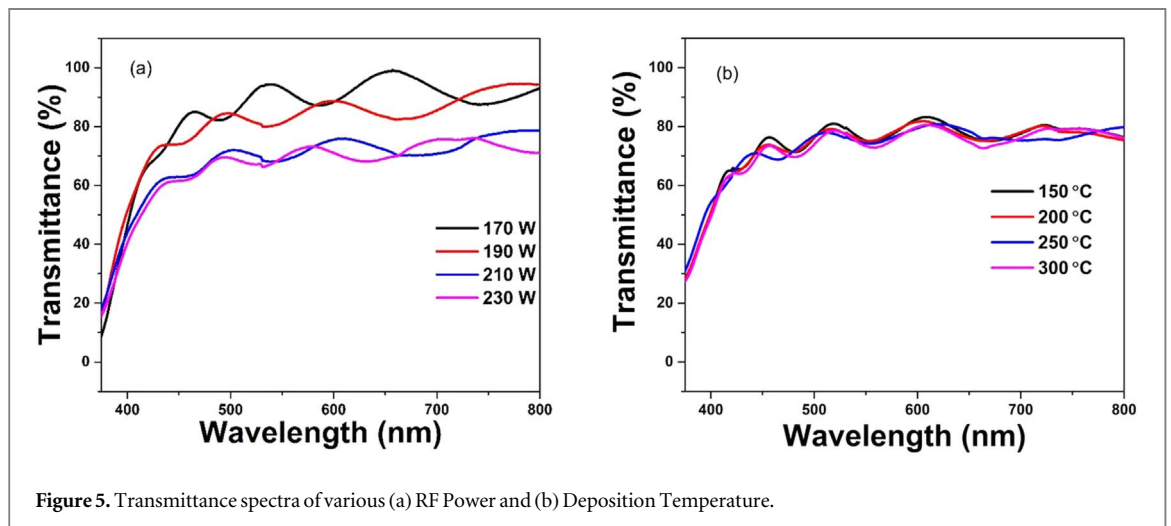 (a)
Transmittance (%)
100
80
60
40
20
0
170 W
190 W
210 W
230 W
400
500
600
700
800
Wavelength (nm)
(b)
Transmittance (%)
100
80
60
40
20
0
150 °C
200 °C
250 °C
300 °C
400
500
600
700
800
Wavelength (nm)
Figure 5. Transmittance spectra of various (a) RF Power and (b) Deposition Temperature.